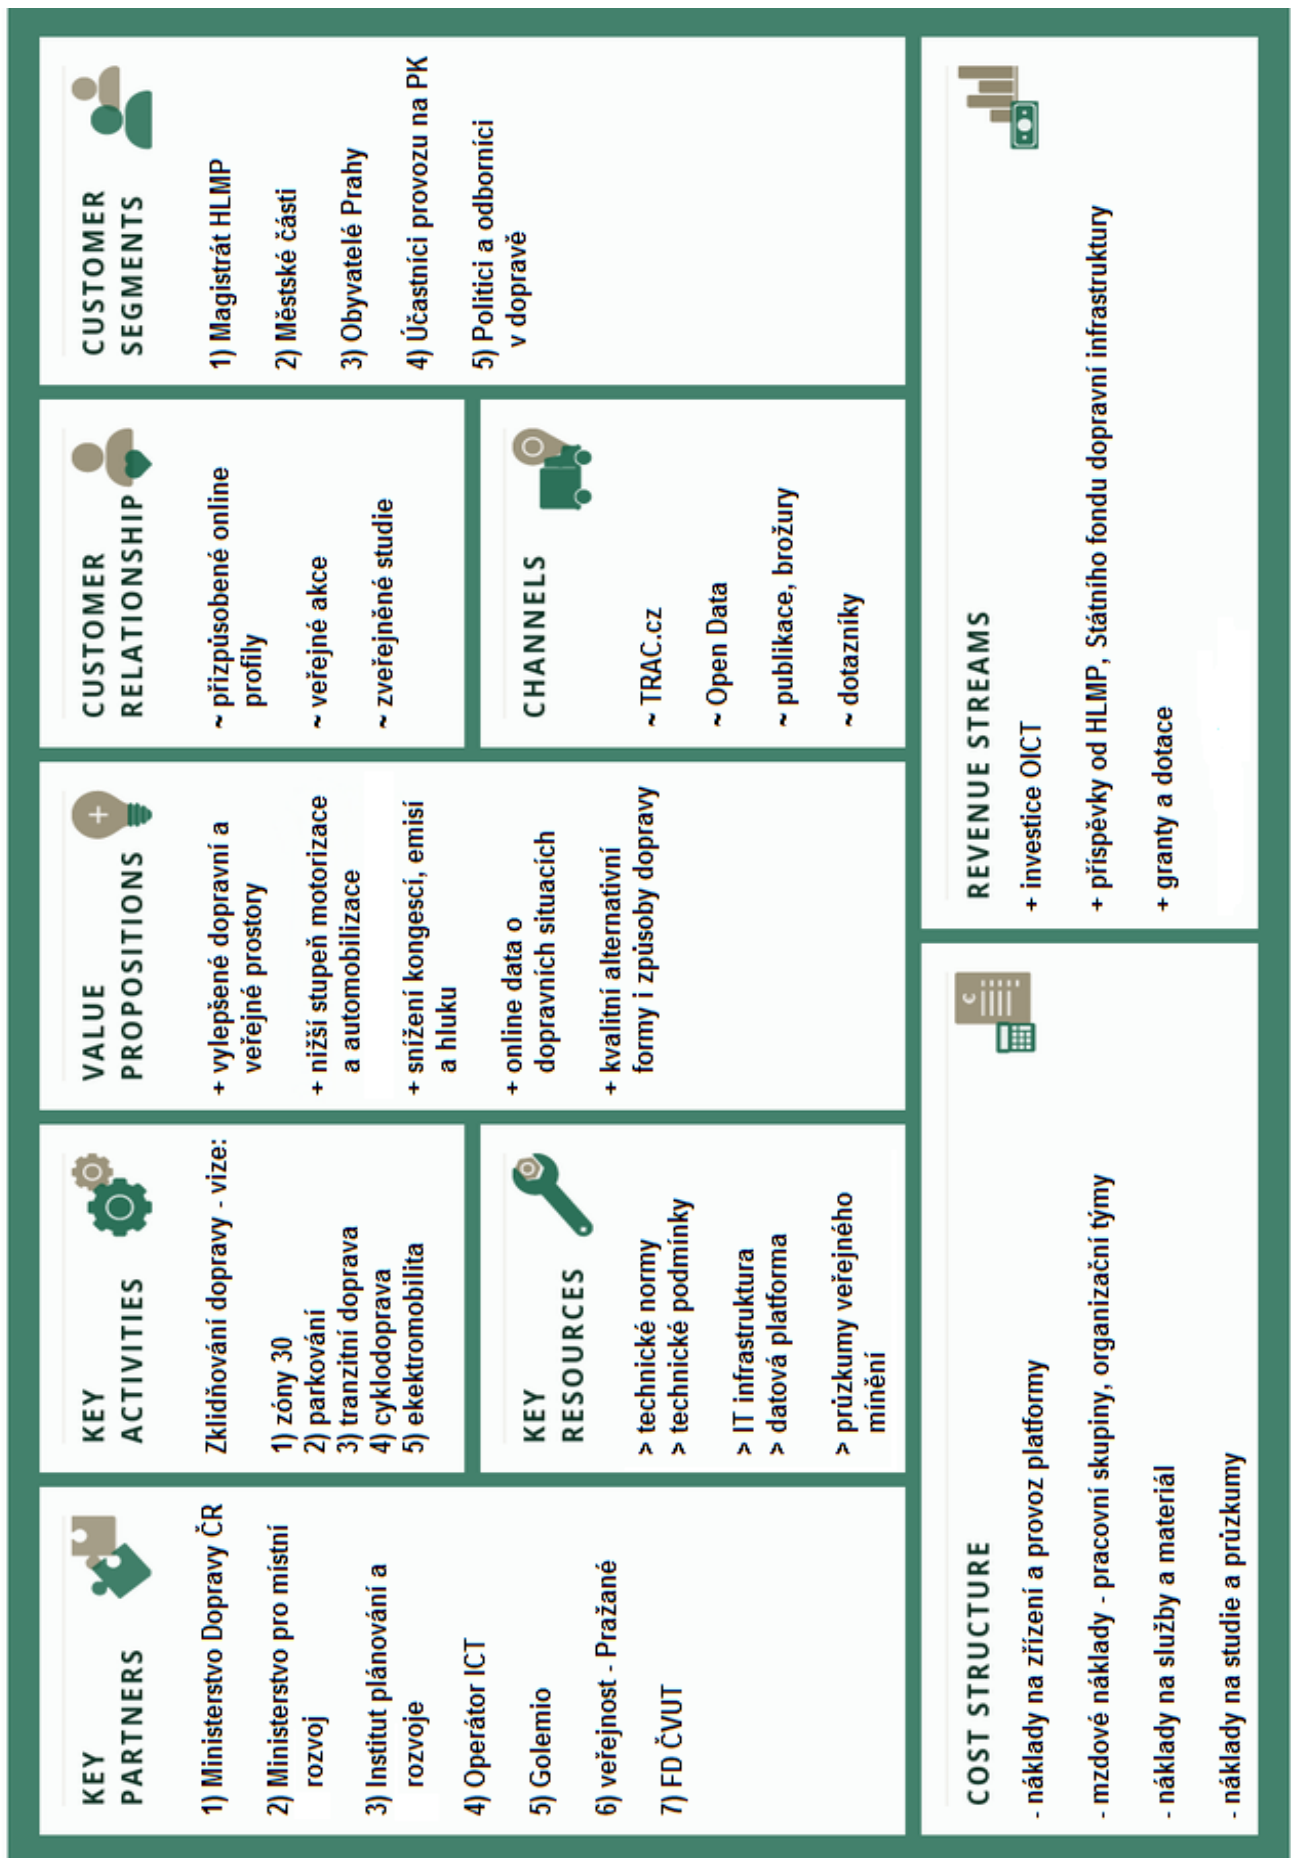 KEY
PARTNERS
1) Ministerstvo Dopravy ČR
2) Ministerstvo pro místní
rozvoj
3) Institut plánování a
rozvoje
4) Operátor ICT
5) Golemio
6) veřejnost - Pražané
7) FD ČVUT
KEY
ACTIVITIES
Zklidňování dopravy - vize:
1) zóny 30
2) parkování
3) tranzitní doprava
4) cyklodoprava
5) ekektromobilita
KEY
RESOURCES
> technické normy
> technické podmínky
> IT infrastruktura
> datová platforma
> průzkumy veřejného
mínění
VALUE
PROPOSITIONS
+ vylepšené dopravní a
veřejné prostory
+ nižší stupeň motorizace
a automobilizace
+ snížení kongescí, emisí
a hluku
+ online data o
dopravních situacích
+ kvalitní alternativní
formy i způsoby dopravy
CUSTOMER
RELATIONSHIP
~ přizpůsobené online
profily
~ veřejné akce
~ zveřejněné studie
CHANNELS
~ TRAC.cz
~ Open Data
~ publikace, brožury
~ dotazníky
CUSTOMER
SEGMENTS
1) Magistrát HLMP
2) Městské části
3) Obyvatelé Prahy
4) Účastníci provozu na PK
5) Politici a odborníci
v dopravě
COST STRUCTURE
- náklady na zřízení a provoz platformy
- mzdové náklady - pracovní skupiny, organizační týmy
- náklady na služby a materiál
- náklady na studie a průzkumy
REVENUE STREAMS
+ investice OICT
+ příspěvky od HLMP, Státního fondu dopravní infrastruktury
+ granty a dotace